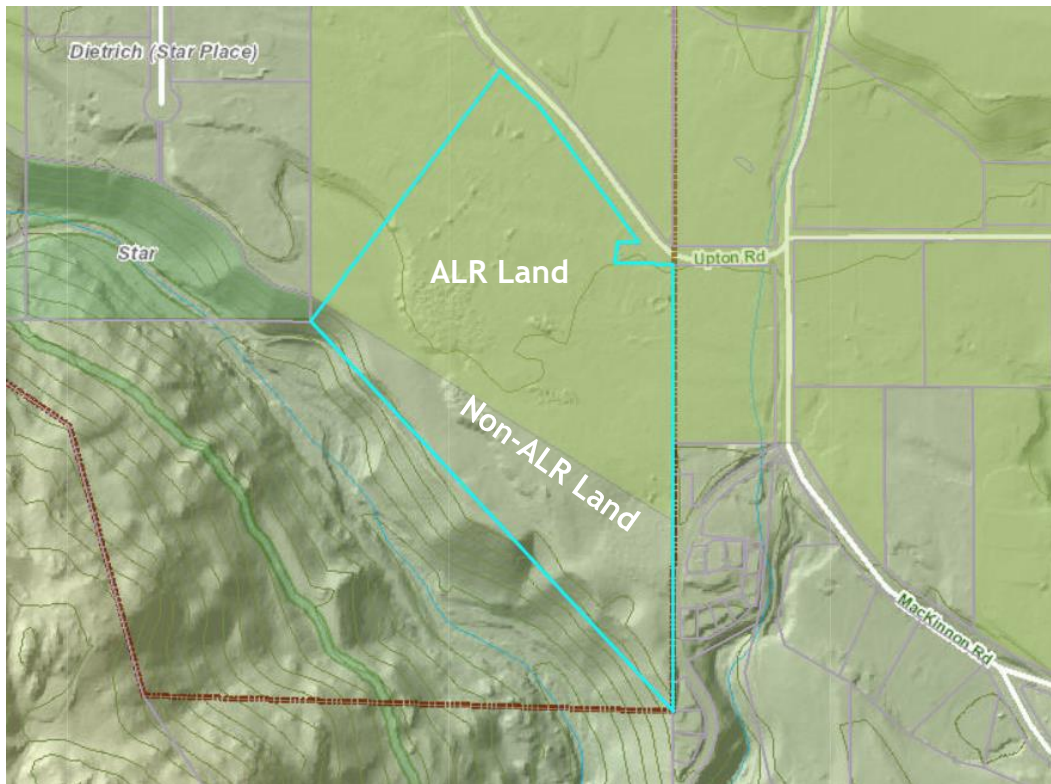 Dietrich (Star Place)
Star
ALR Land
Upton Rd
Non-ALR Land
MacKinnon Rd